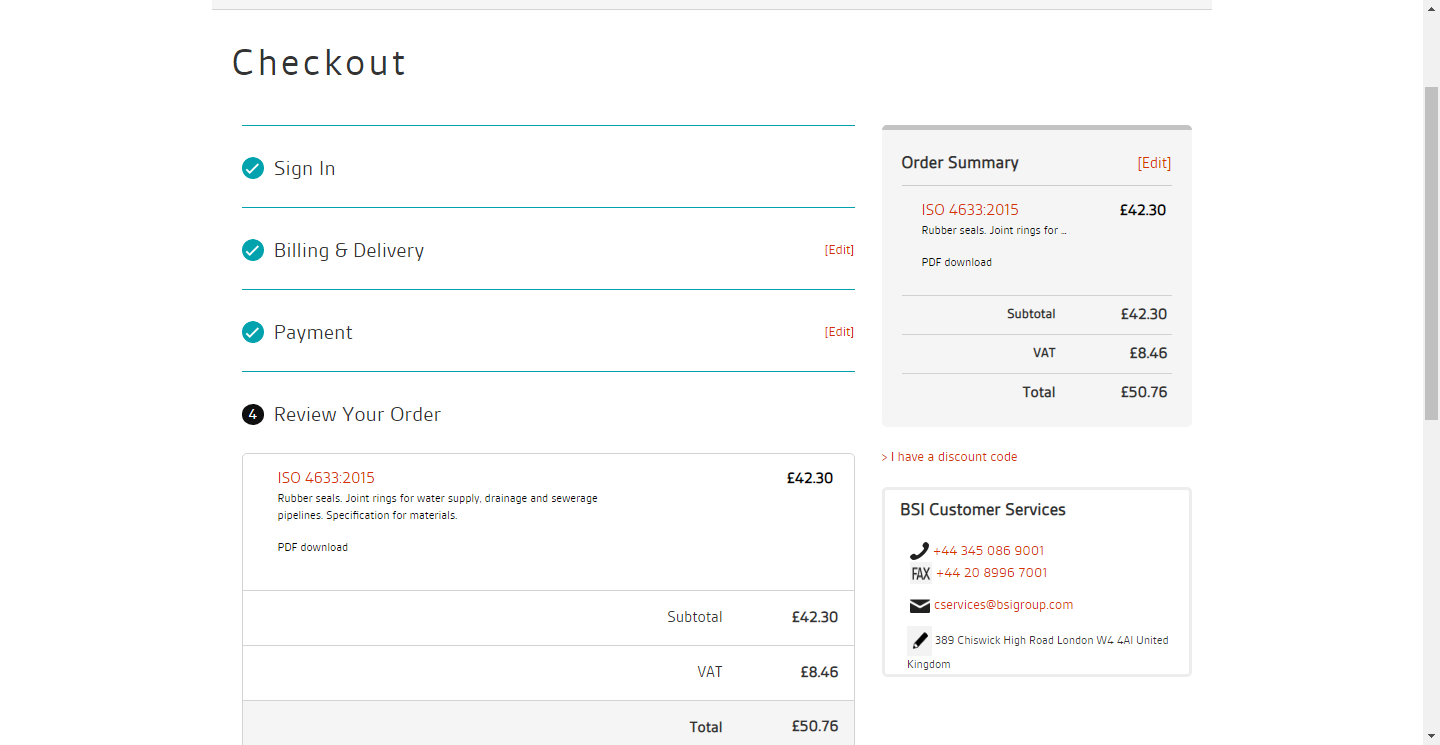 Checkout
Sign In
Billing & Delivery
[Edit]
Payment
[Edit]
4
Review Your Order
ISO 4633:2015
£42.30
Rubber seals. Joint rings for water supply, drainage and sewerage
pipelines. Specification for materials.
PDF download
Subtotal
£42.30
VAT
£8.46
Total
£50.76
Order Summary
[Edit]
ISO 4633:2015
£42.30
Rubber seals. Joint rings for ...
PDF download
Subtotal
£42.30
VAT
£8.46
Total
£50.76
> I have a discount code
BSI Customer Services
+44 345 086 9001
FAX +44 20 8996 7001
cservices@bsigroup.com
389 Chiswick High Road London W4 4Al United
Kingdom